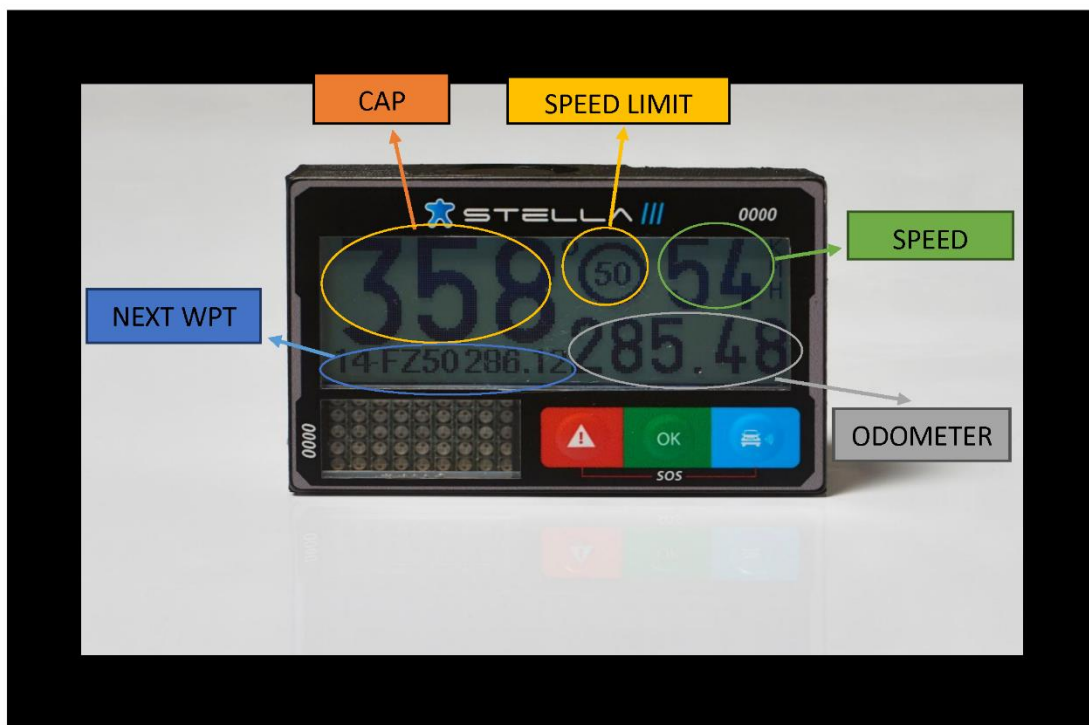 CAP
SPEED LIMIT
STELLA III
0000
358
50
54
K
H
SPEED
NEXT WPT
14-FZ50 286.12
285.48
ODOMETER
0000
OK
SOS